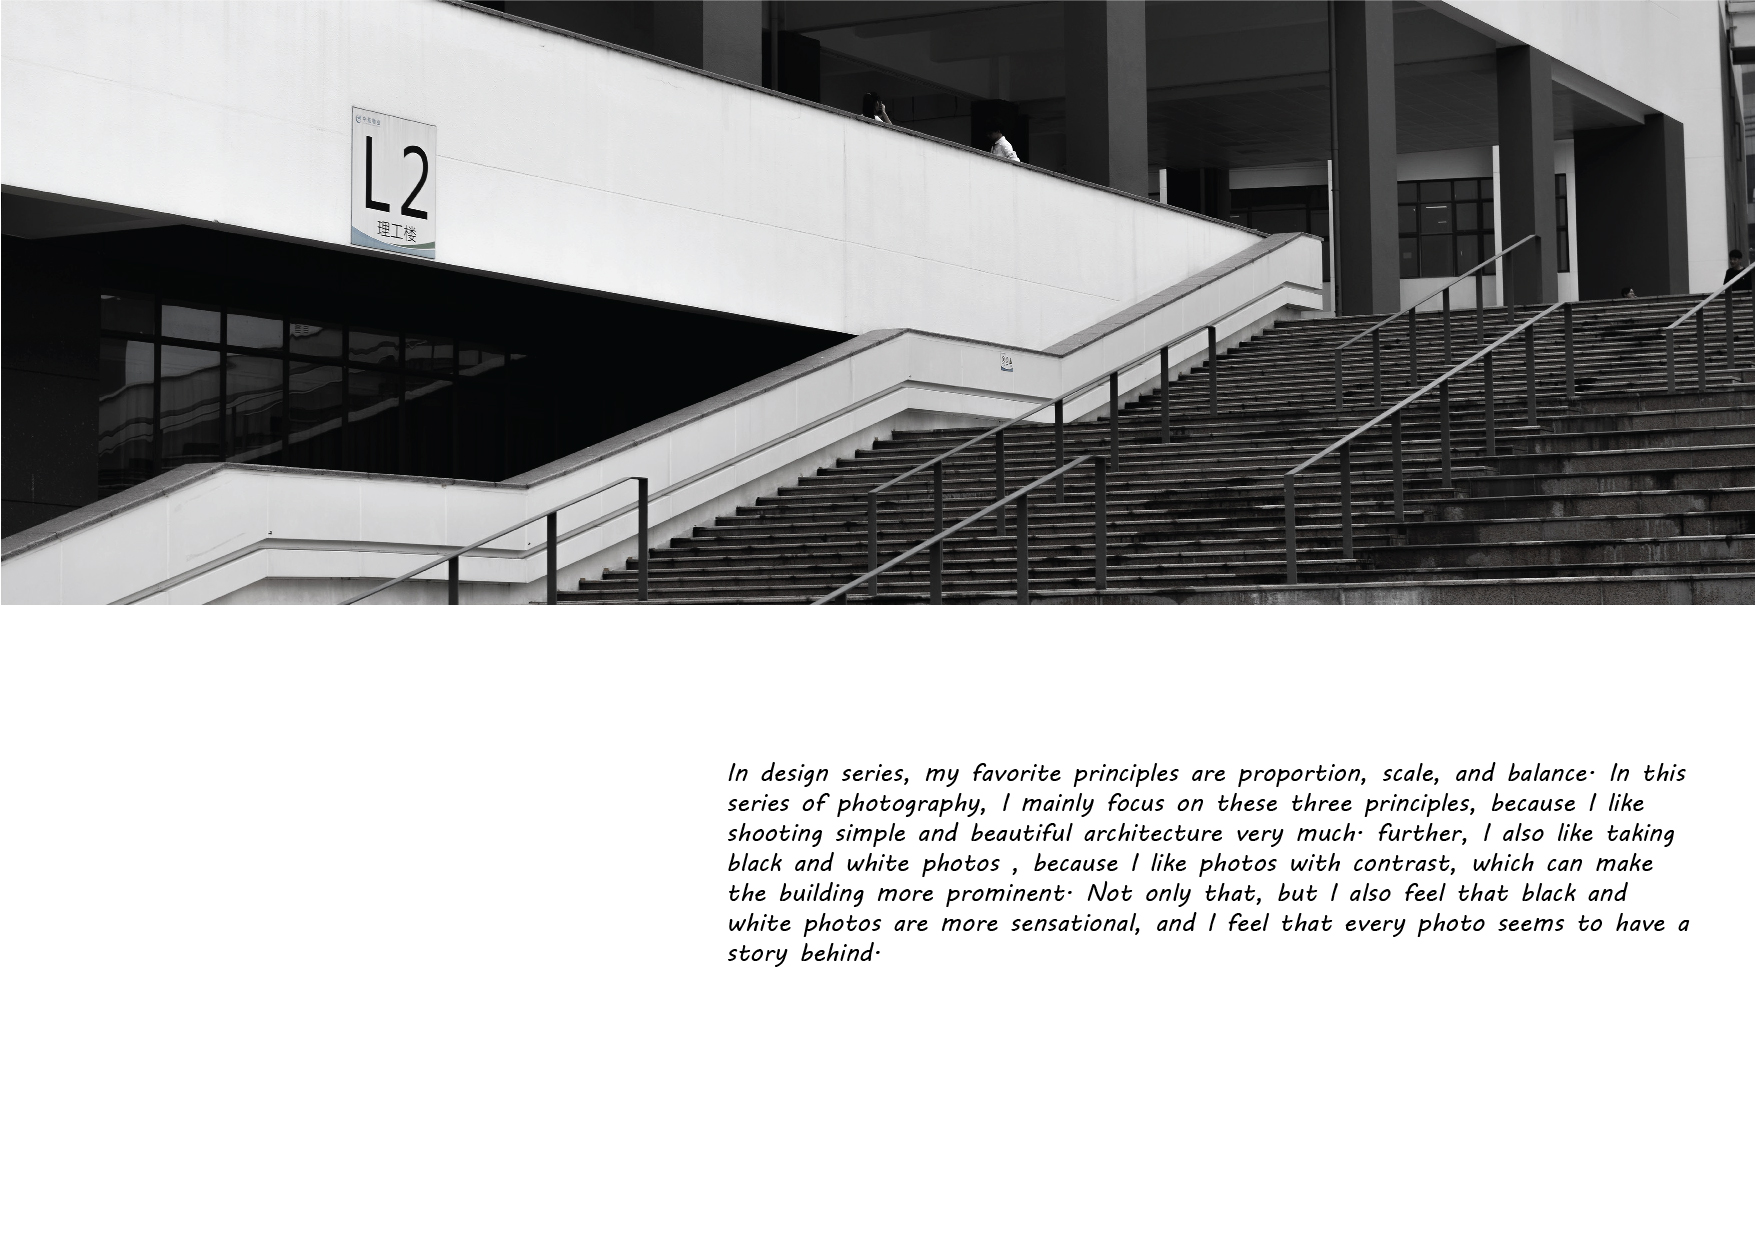 L2
理工楼
In design series, my favorite principles are proportion, scale, and balance. In this
series of photography, I mainly focus on these three principles, because I like
shooting simple and beautiful architecture very much. further, I also like taking
black and white photos , because I like photos with contrast, which can make
the building more prominent. Not only that, but I also feel that black and
white photos are more sensational, and I feel that every photo seems to have a
story behind.